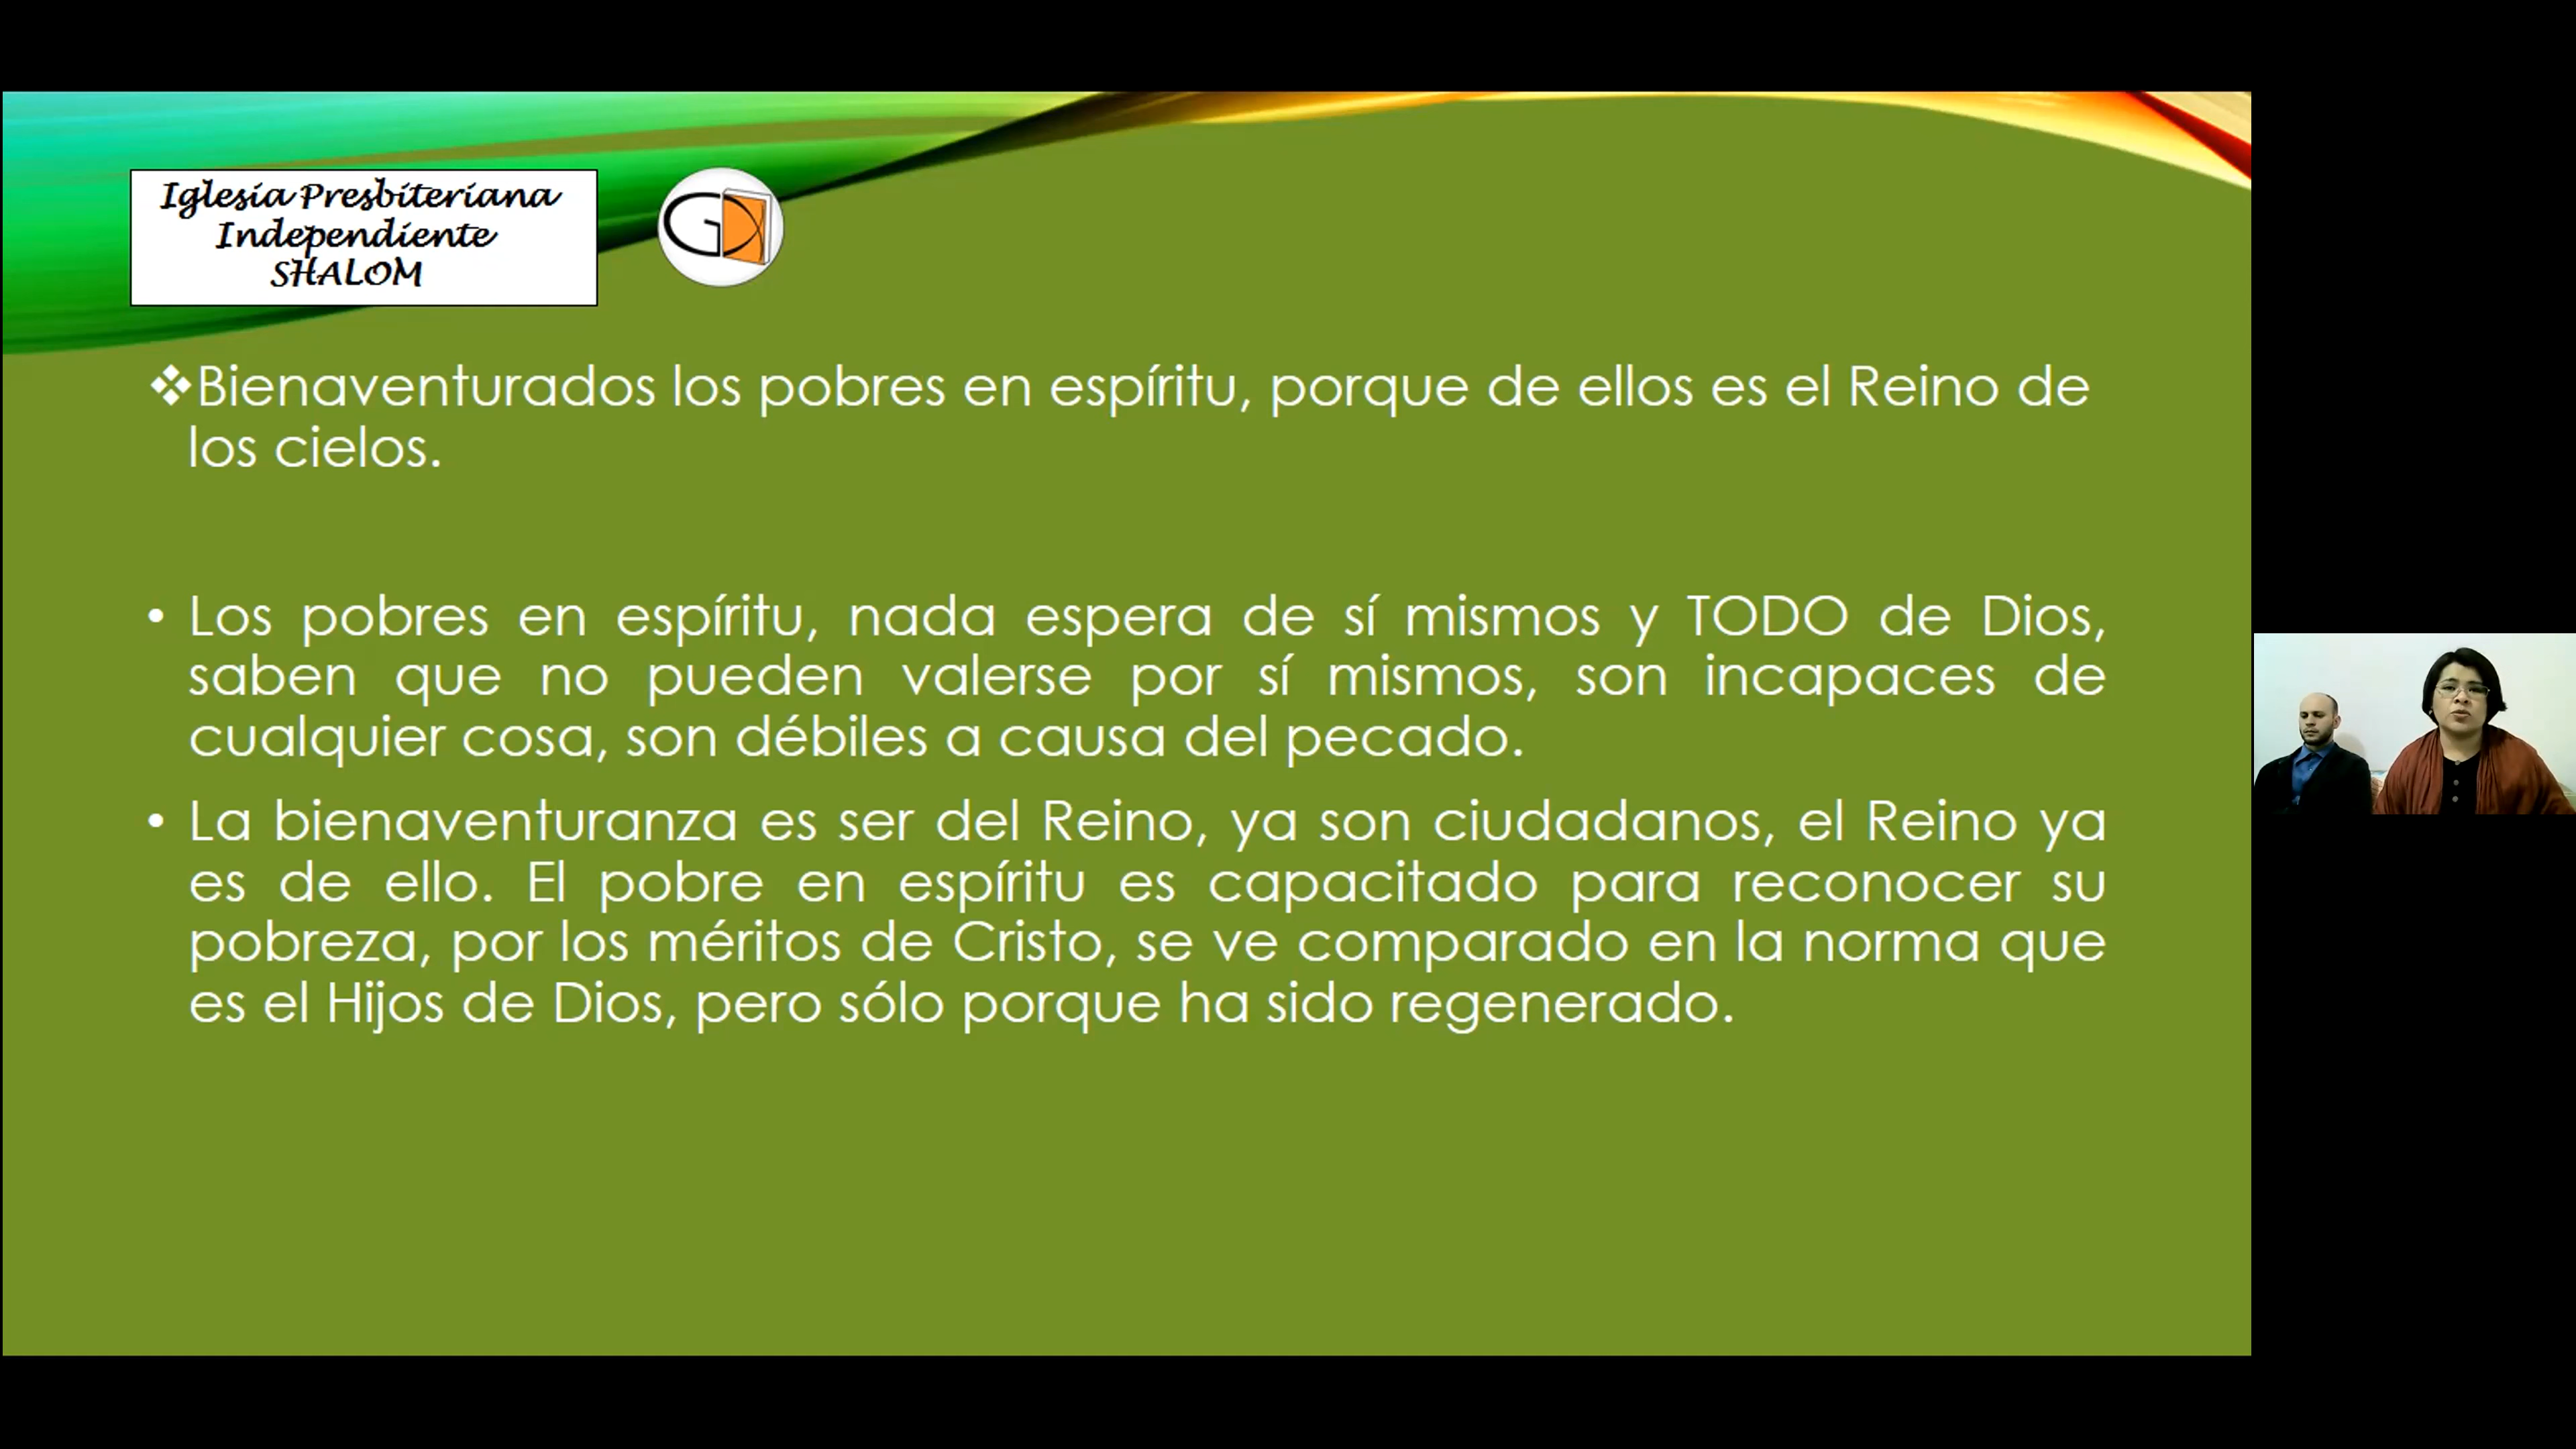 Iglesia Presbiteriana
Independiente
SHALOM
GD
❖Bienaventurados los pobres en espíritu, porque de ellos es el Reino de
los cielos.
• Los pobres en espíritu, nada espera de sí mismos y TODO de Dios,
saben que no pueden valerse por sí mismos, son incapaces de
cualquier cosa, son débiles a causa del pecado.
• La bienaventuranza es ser del Reino, ya son ciudadanos, el Reino ya
es de ello. El pobre en espíritu es capacitado para reconocer su
pobreza, por los méritos de Cristo, se ve comparado en la norma que
es el Hijos de Dios, pero sólo porque ha sido regenerado.